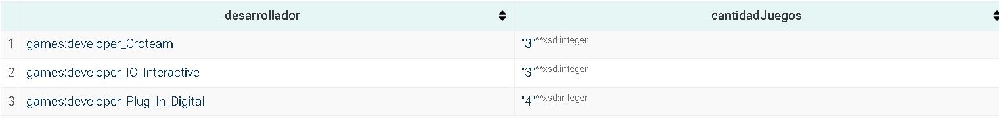 desarrollador cantidadJuegos
1 games:developer_Croteam "3"^^xsd:integer
2 games:developer_IO_Interactive "3"^^xsd:integer
3 games:developer_Plug_In_Digital "4"^^xsd:integer